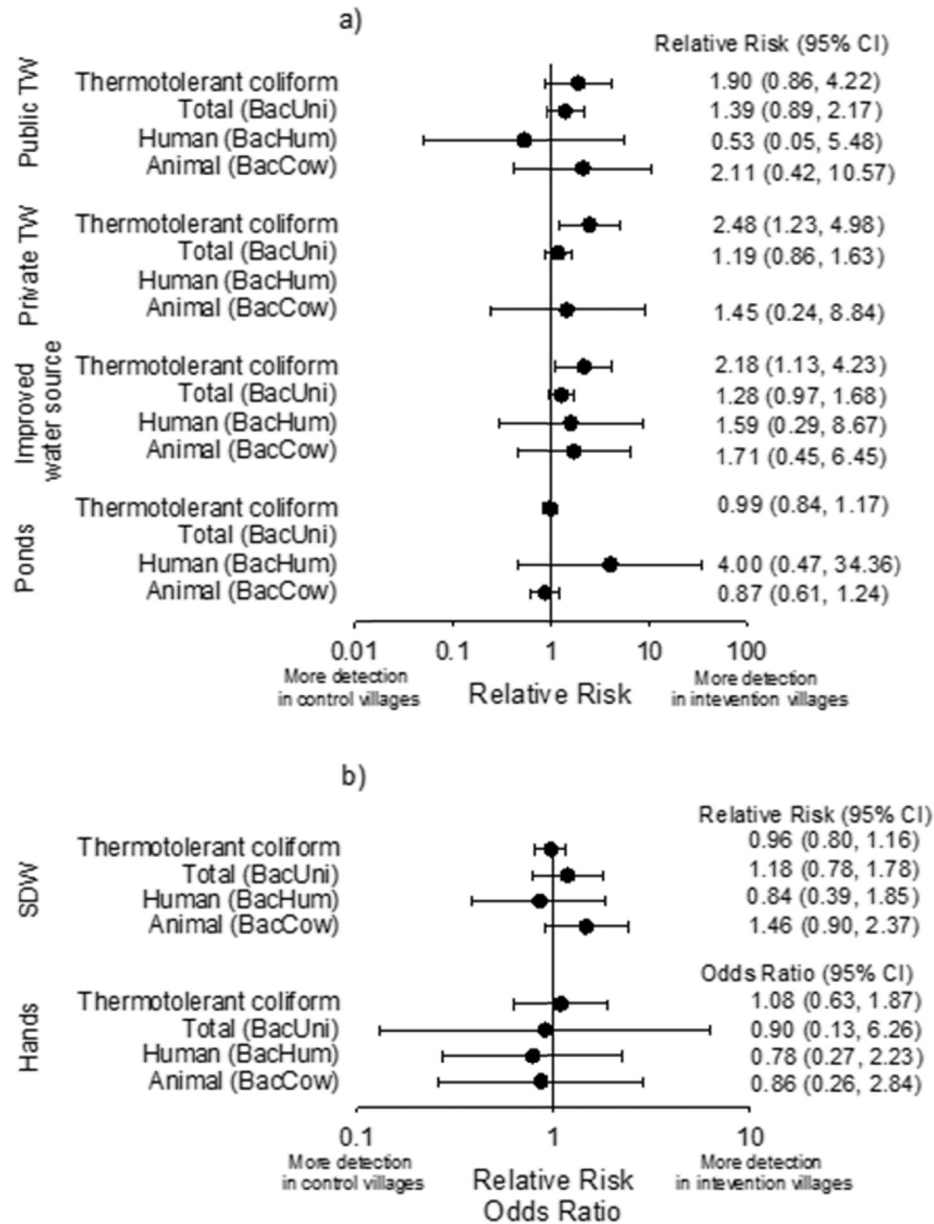 a)
Relative Risk (95% CI)
Public TW
Thermotolerant coliform 1.90 (0.86, 4.22)
Total (BacUni) 1.39 (0.89, 2.17)
Human (BacHum) 0.53 (0.05, 5.48)
Animal (BacCow) 2.11 (0.42, 10.57)
Private TW
Thermotolerant coliform 2.48 (1.23, 4.98)
Total (BacUni) 1.19 (0.86, 1.63)
Human (BacHum)
Animal (BacCow) 1.45 (0.24, 8.84)
Improved
water source
Thermotolerant coliform 2.18 (1.13, 4.23)
Total (BacUni) 1.28 (0.97, 1.68)
Human (BacHum) 1.59 (0.29, 8.67)
Animal (BacCow) 1.71 (0.45, 6.45)
Ponds
Thermotolerant coliform 0.99 (0.84, 1.17)
Total (BacUni)
Human (BacHum) 4.00 (0.47, 34.36)
Animal (BacCow) 0.87 (0.61, 1.24)
0.01 0.1 1 10 100
More detection
in control villages
Relative Risk
More detection
in intevention villages
b)
Relative Risk (95% CI)
SDW
Thermotolerant coliform 0.96 (0.80, 1.16)
Total (BacUni) 1.18 (0.78, 1.78)
Human (BacHum) 0.84 (0.39, 1.85)
Animal (BacCow) 1.46 (0.90, 2.37)
Odds Ratio (95% CI)
Hands
Thermotolerant coliform 1.08 (0.63, 1.87)
Total (BacUni) 0.90 (0.13, 6.26)
Human (BacHum) 0.78 (0.27, 2.23)
Animal (BacCow) 0.86 (0.26, 2.84)
0.1 1 10
More detection
in control villages
Relative Risk
Odds Ratio
More detection
in intevention villages